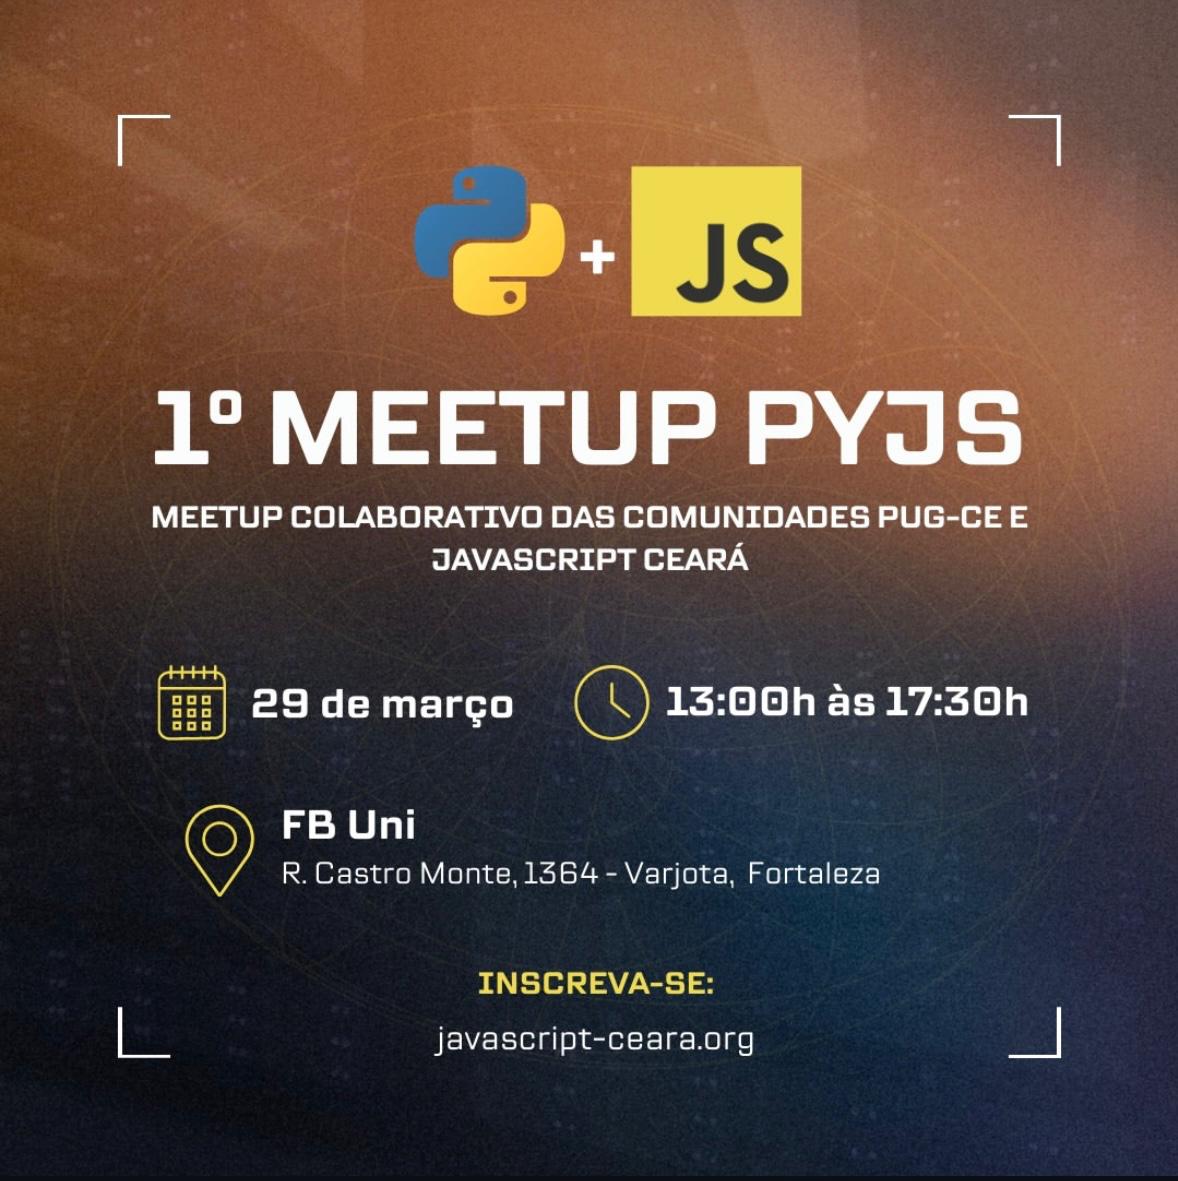 + JS
1º MEETUP PYJS
MEETUP COLABORATIVO DAS COMUNIDADES PUG-CE E
JAVASCRIPT CEARÁ
29 de março
13:00h às 17:30h
FB Uni
R. Castro Monte, 1364 - Varjota, Fortaleza
INSCREVA-SE:
javascript-ceara.org